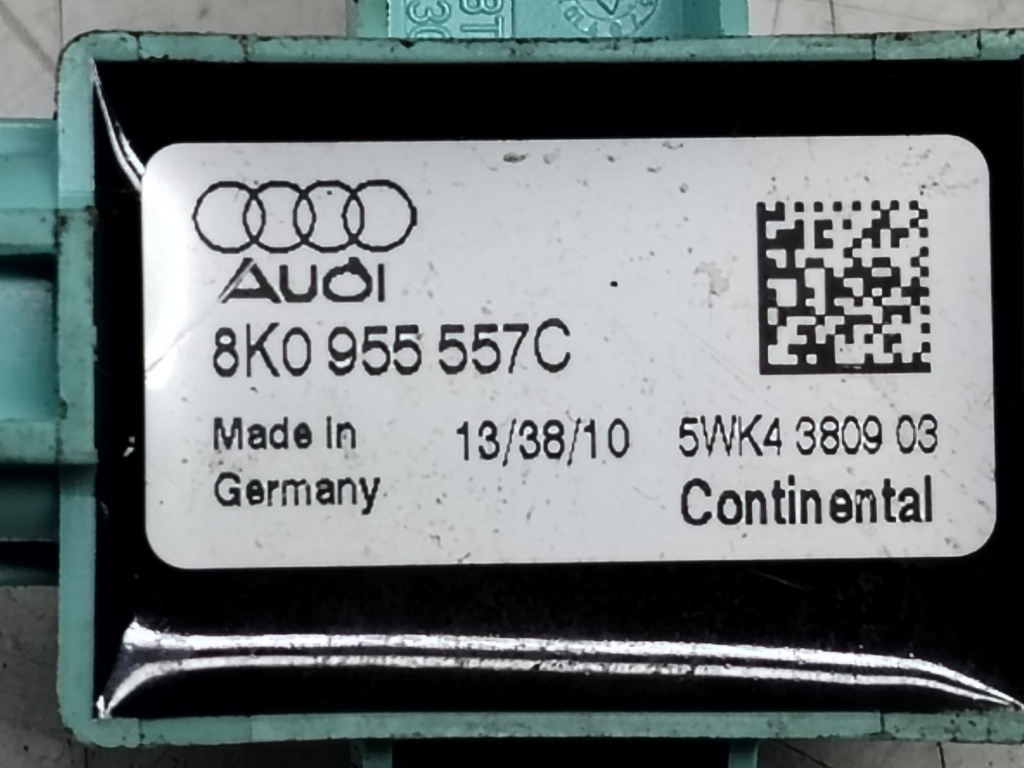 AUDI
8K0 955 557C
Made in
Germany
13/38/10
5WK4 3809 03
Continental